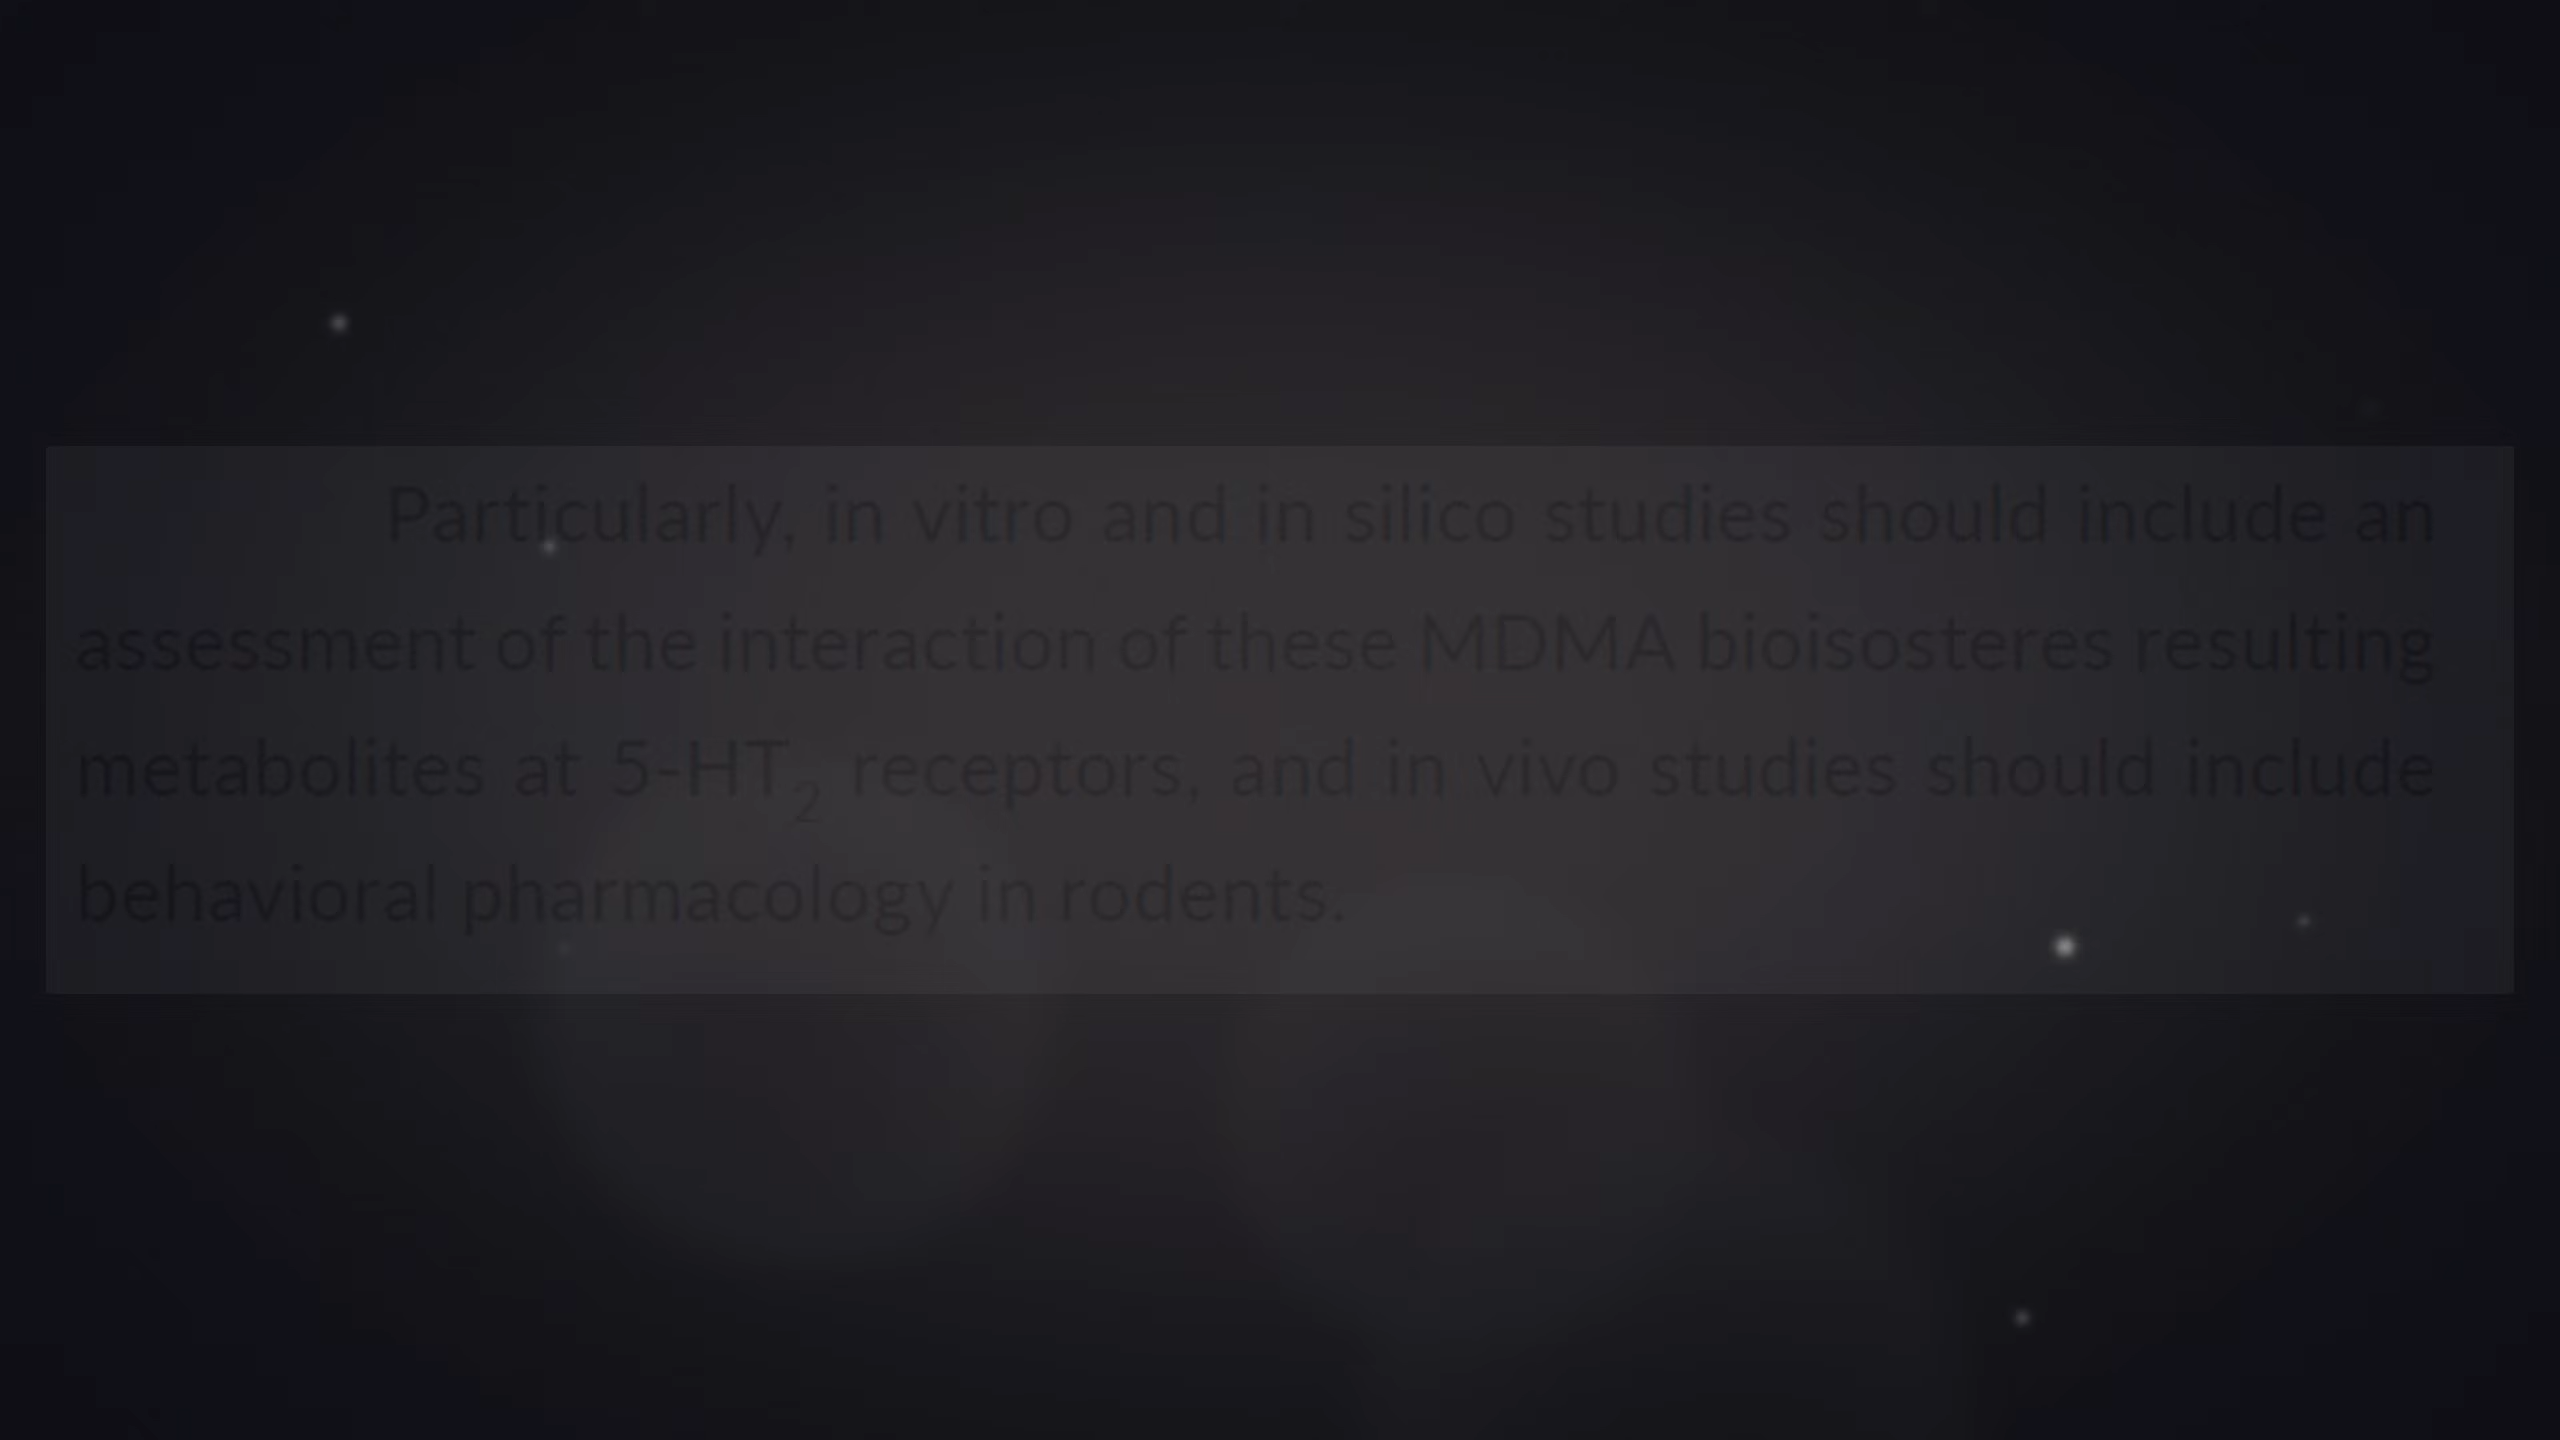 Particularly, in vitro and in silico studies should include an
assessment of the interaction of these MDMA bioisosteres resulting
metabolites at 5-HT₂ receptors, and in vivo studies should include
behavioral pharmacology in rodents.